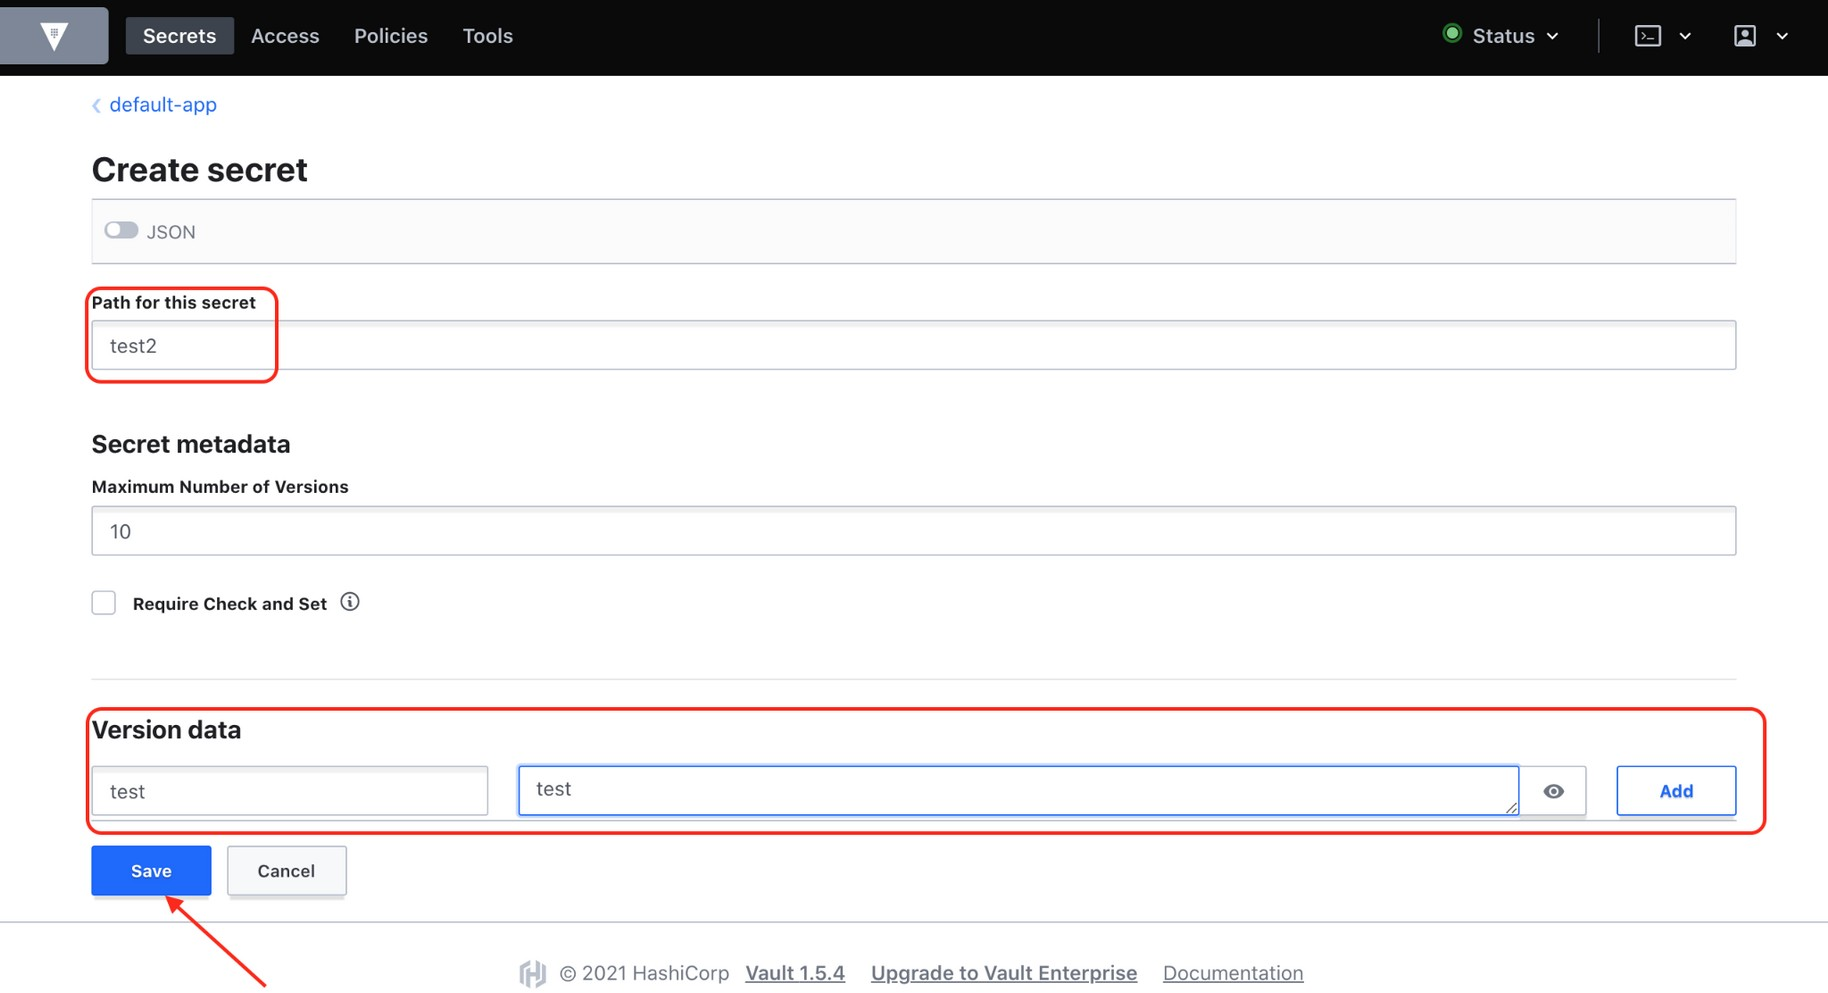 Secrets Access Policies Tools Status
default-app
Create secret
JSON
Path for this secret
test2
Secret metadata
Maximum Number of Versions
10
Require Check and Set
Version data
test test Add
Save Cancel
© 2021 HashiCorp Vault 1.5.4 Upgrade to Vault Enterprise Documentation